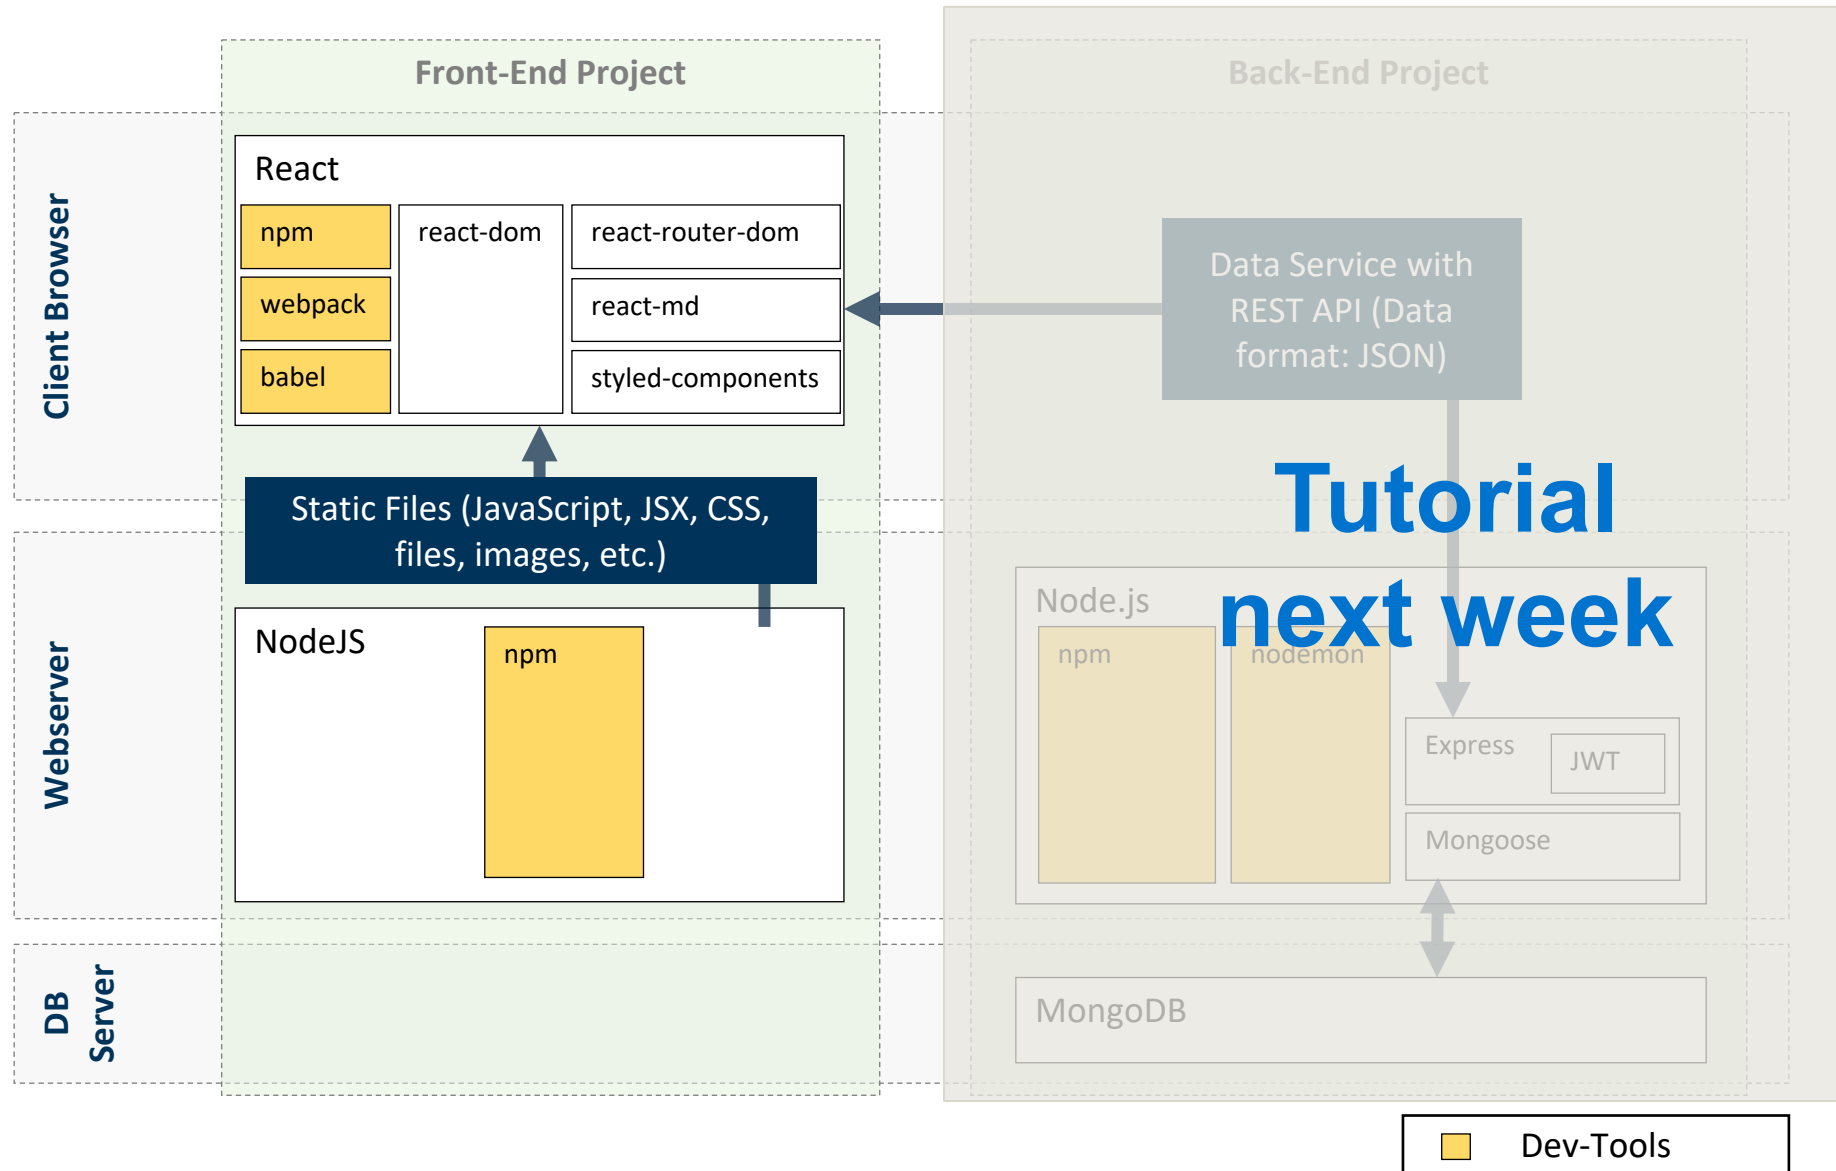 Front-End Project
Back-End Project
Client Browser
React
npm
react-dom
react-router-dom
webpack
react-md
babel
styled-components
Data Service with
REST API (Data
format: JSON)
Static Files (JavaScript, JSX, CSS,
files, images, etc.)
Tutorial
next week
Webserver
NodeJS
npm
Node.js
npm
nodemon
Express
JWT
Mongoose
DB
Server
MongoDB
Dev-Tools